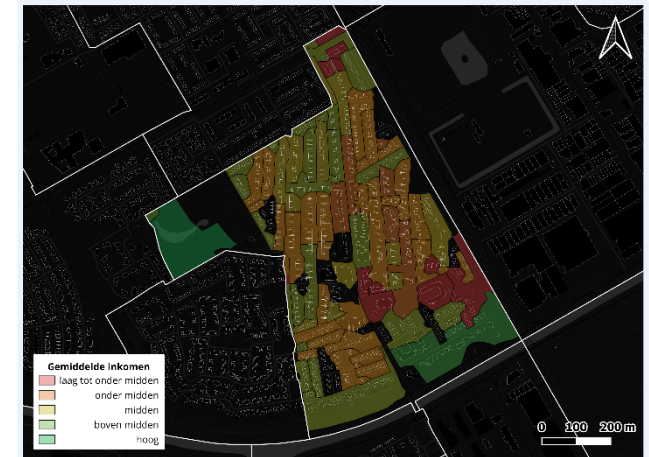 Gemiddelde inkomen
laag tot onder midden
onder midden
midden
boven midden
hoog
0 100 200 m